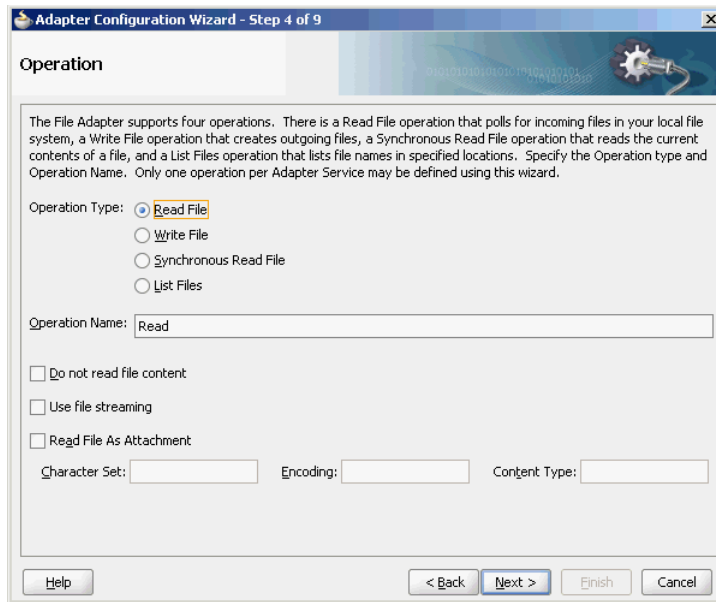 Adapter Configuration Wizard - Step 4 of 9
Operation
The File Adapter supports four operations. There is a Read File operation that polls for incoming files in your local file
system, a Write File operation that creates outgoing files, a Synchronous Read File operation that reads the current
contents of a file, and a List Files operation that lists file names in specified locations. Specify the Operation type and
Operation Name. Only one operation per Adapter Service may be defined using this wizard.
Operation Type: Read File
Write File
Synchronous Read File
List Files
Operation Name: Read
Do not read file content
Use file streaming
Read File As Attachment
Character Set: Encoding: Content Type:
Help < Back Next > Finish Cancel